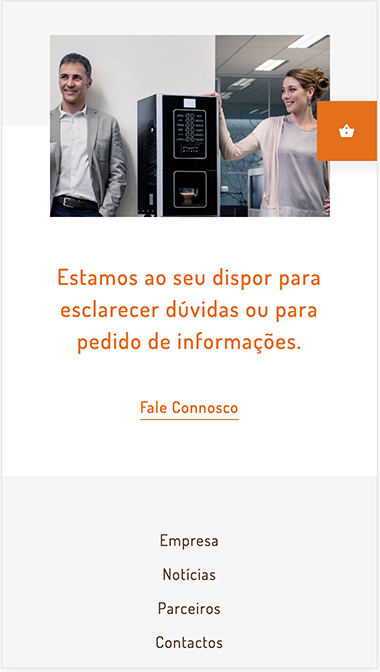 Estamos ao seu dispor para
esclarecer dúvidas ou para
pedido de informações.
Fale Connosco
Empresa
Notícias
Parceiros
Contactos